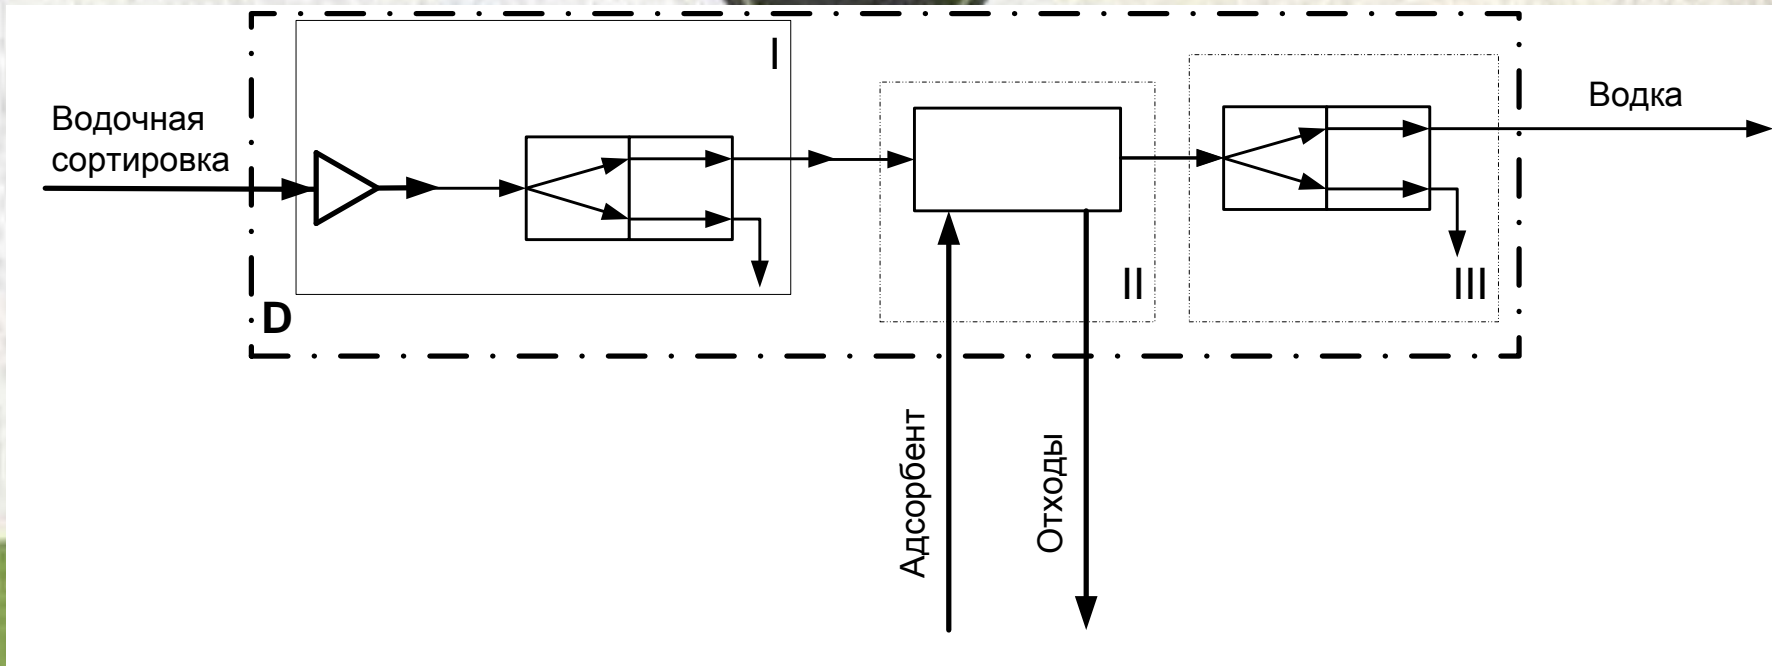 I
Водочная
сортировка
Водка
II
III
D
Адсорбент
Отходы